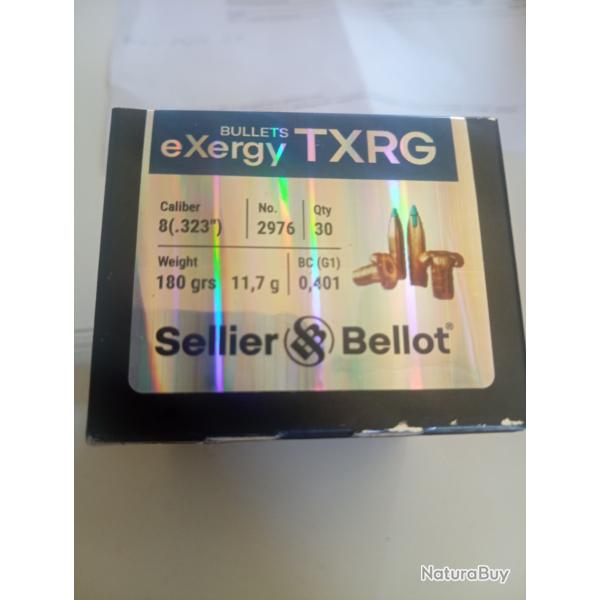 BULLETS
eXergy TXRG
Caliber No. Qty
8(.323") 2976 30
Weight BC (G1)
180 grs 11,7 g 0,401
Sellier SB Bellot®
NaturaBuy